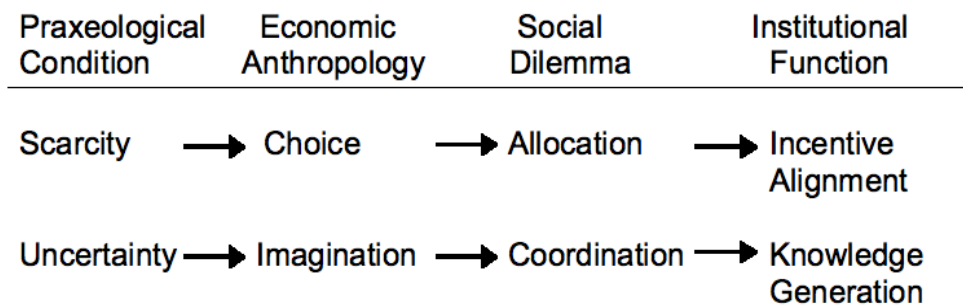 Praxeological Economic Social Institutional
Condition Anthropology Dilemma Function
Scarcity Choice Allocation Incentive
Alignment
Uncertainty Imagination Coordination Knowledge
Generation